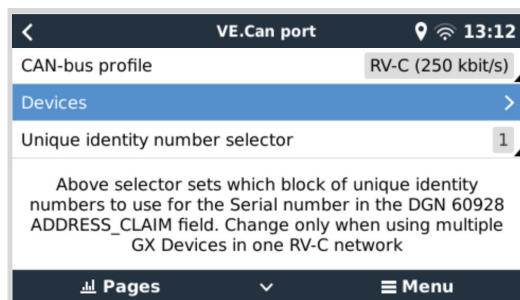 VE.Can port 13:12
CAN-bus profile RV-C (250 kbit/s)
Devices
Unique identity number selector 1
Above selector sets which block of unique identity
numbers to use for the Serial number in the DGN 60928
ADDRESS_CLAIM field. Change only when using multiple
GX Devices in one RV-C network
Pages Menu